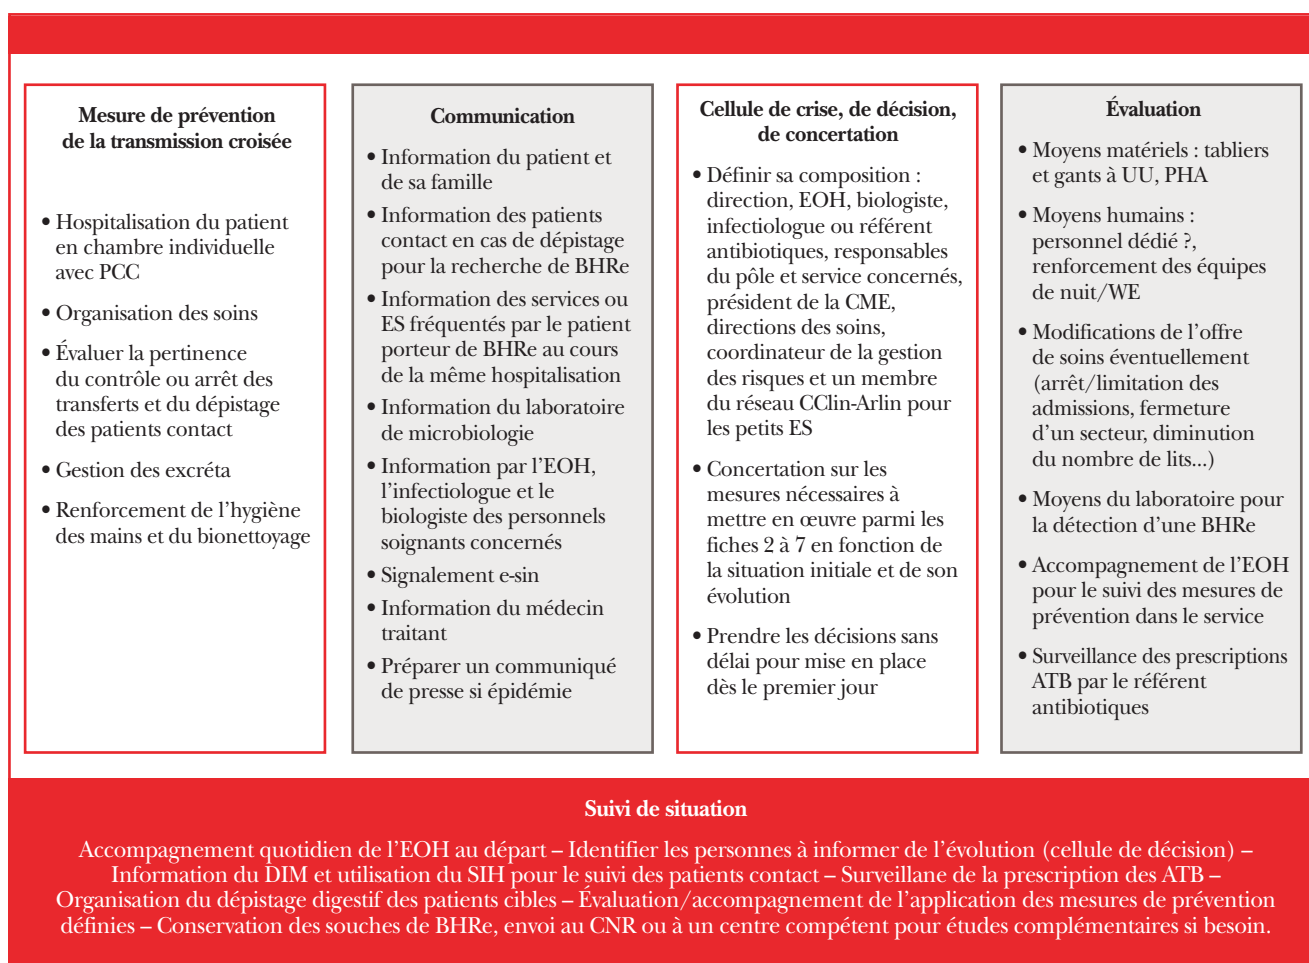 Mesure de prévention
de la transmission croisée
• Hospitalisation du patient
en chambre individuelle
avec PCC
• Organisation des soins
• Évaluer la pertinence
du contrôle ou arrêt des
transferts et du dépistage
des patients contact
• Gestion des excréta
• Renforcement de l’hygiène
des mains et du bionettoyage
Communication
• Information du patient et
de sa famille
• Information des patients
contact en cas de dépistage
pour la recherche de BHRe
• Information des services ou
ES fréquentés par le patient
porteur de BHRe au cours
de la même hospitalisation
• Information du laboratoire
de microbiologie
• Information par l’EOH,
l’infectiologue et le
biologiste des personnels
soignants concernés
• Signalement e-sin
• Information du médecin
traitant
• Préparer un communiqué
de presse si épidémie
Cellule de crise, de décision,
de concertation
• Définir sa composition :
direction, EOH, biologiste,
infectiologue ou référent
antibiotiques, responsables
du pôle et service concernés,
président de la CME,
directions des soins,
coordinateur de la gestion
des risques et un membre
du réseau CClin-Arlin pour
les petits ES
• Concertation sur les
mesures nécessaires à
mettre en œuvre parmi les
fiches 2 à 7 en fonction de
la situation initiale et de son
évolution
• Prendre les décisions sans
délai pour mise en place
dès le premier jour
Évaluation
• Moyens matériels : tabliers
et gants à UU, PHA
• Moyens humains :
personnel dédié ?,
renforcement des équipes
de nuit/WE
• Modifications de l’offre
de soins éventuellement
(arrêt/limitation des
admissions, fermeture
d’un secteur, diminution
du nombre de lits...)
• Moyens du laboratoire pour
la détection d’une BHRe
• Accompagnement de l’EOH
pour le suivi des mesures de
prévention dans le service
• Surveillance des prescriptions
ATB par le référent
antibiotiques
Suivi de situation
Accompagnement quotidien de l’EOH au départ – Identifier les personnes à informer de l’évolution (cellule de décision) –
Information du DIM et utilisation du SIH pour le suivi des patients contact – Surveillane de la prescription des ATB –
Organisation du dépistage digestif des patients cibles – Évaluation/accompagnement de l’application des mesures de prévention
définies – Conservation des souches de BHRe, envoi au CNR ou à un centre compétent pour études complémentaires si besoin.